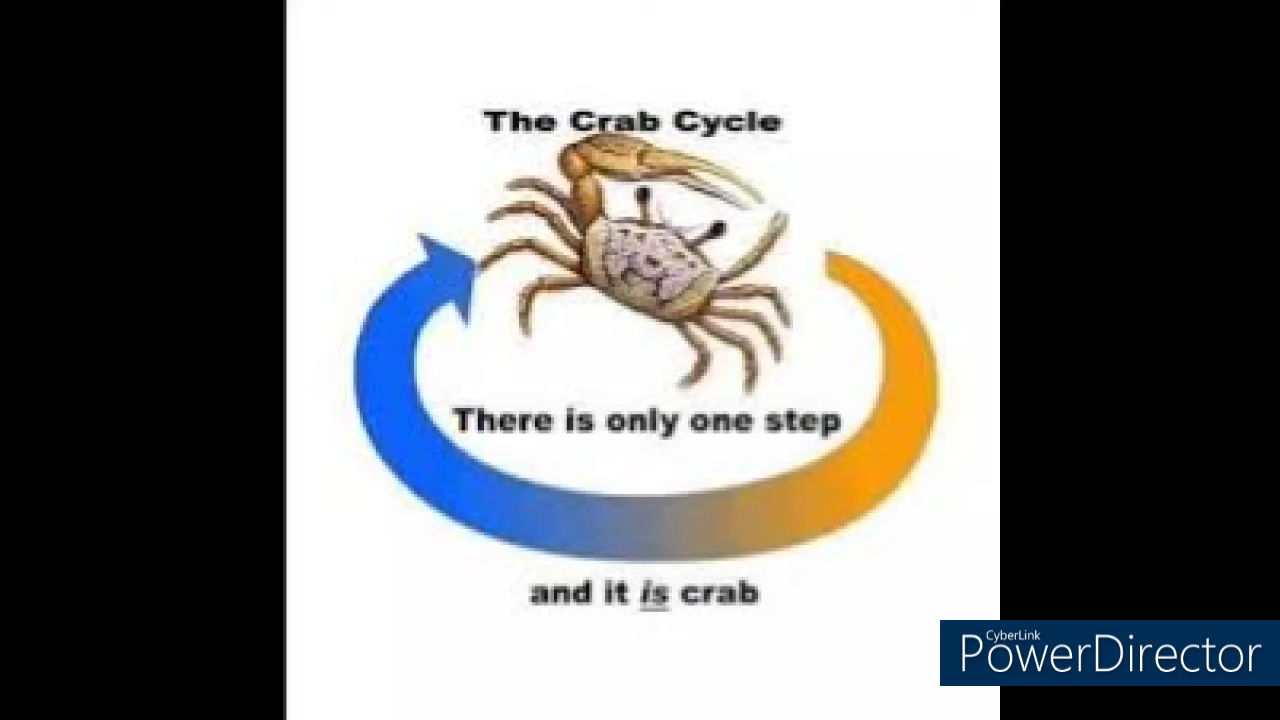 The Crab Cycle
There is only one step
and it is crab
CyberLink
PowerDirector